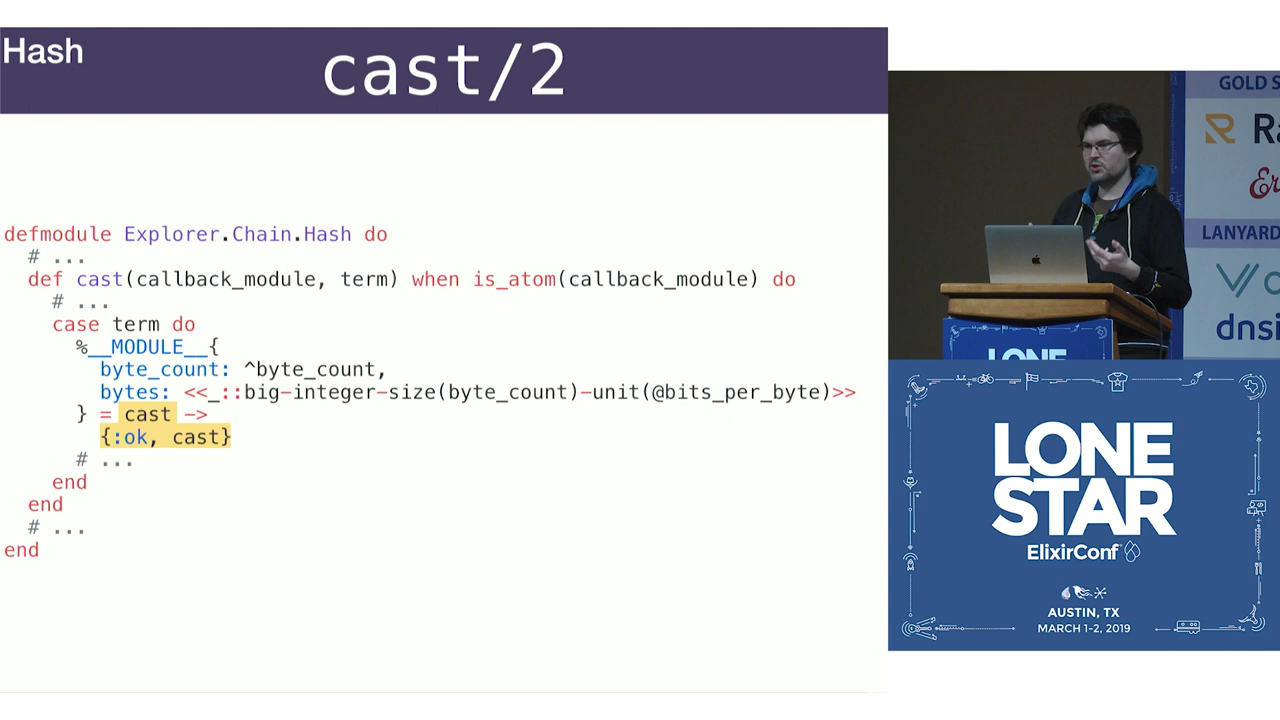 Hash
cast/2
defmodule Explorer.Chain.Hash do
# ...
def cast(callback_module, term) when is_atom(callback_module) do
# ...
case term do
%__MODULE__{
byte_count: ^byte_count,
bytes: <<_::big-integer-size(byte_count)-unit(@bits_per_byte)>>
} = cast ->
{:ok, cast}
# ...
end
end
# ...
end
GOLD
LANYARD
LONE
LONE
STAR
ElixirConf
AUSTIN, TX
MARCH 1-2, 2019